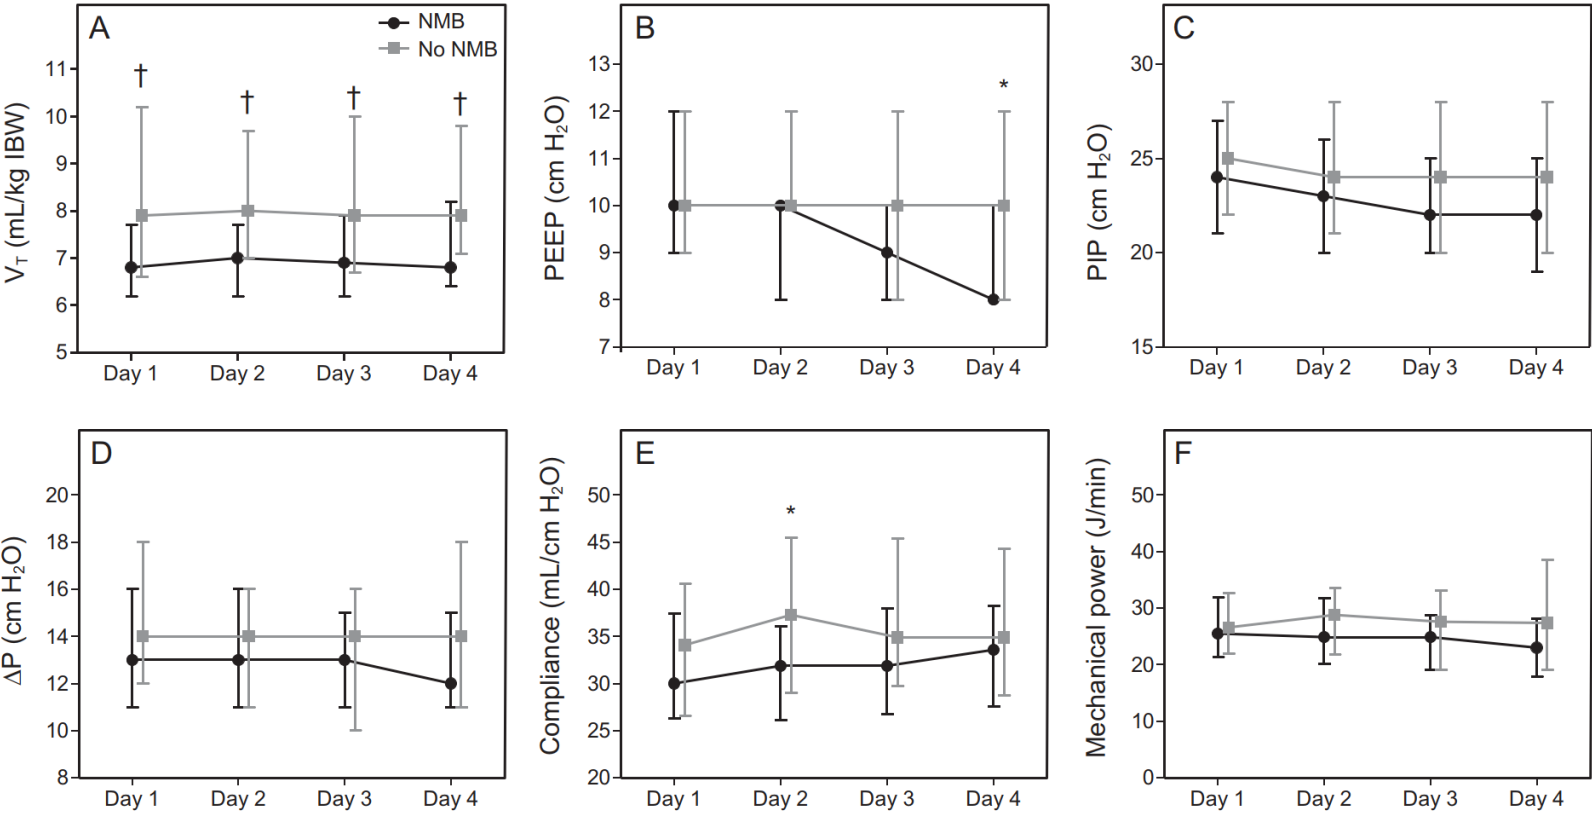 A
NMB
No NMB
V_T (mL/kg IBW)
11
10
9
8
7
6
5
†
†
†
†
Day 1
Day 2
Day 3
Day 4
B
PEEP (cm H₂O)
13
12
11
10
9
8
7
*
Day 1
Day 2
Day 3
Day 4
C
PIP (cm H₂O)
30
25
20
15
Day 1
Day 2
Day 3
Day 4
D
ΔP (cm H₂O)
20
18
16
14
12
10
8
Day 1
Day 2
Day 3
Day 4
E
Compliance (mL/cm H₂O)
50
45
40
35
30
25
20
*
Day 1
Day 2
Day 3
Day 4
F
Mechanical power (J/min)
50
40
30
20
10
0
Day 1
Day 2
Day 3
Day 4